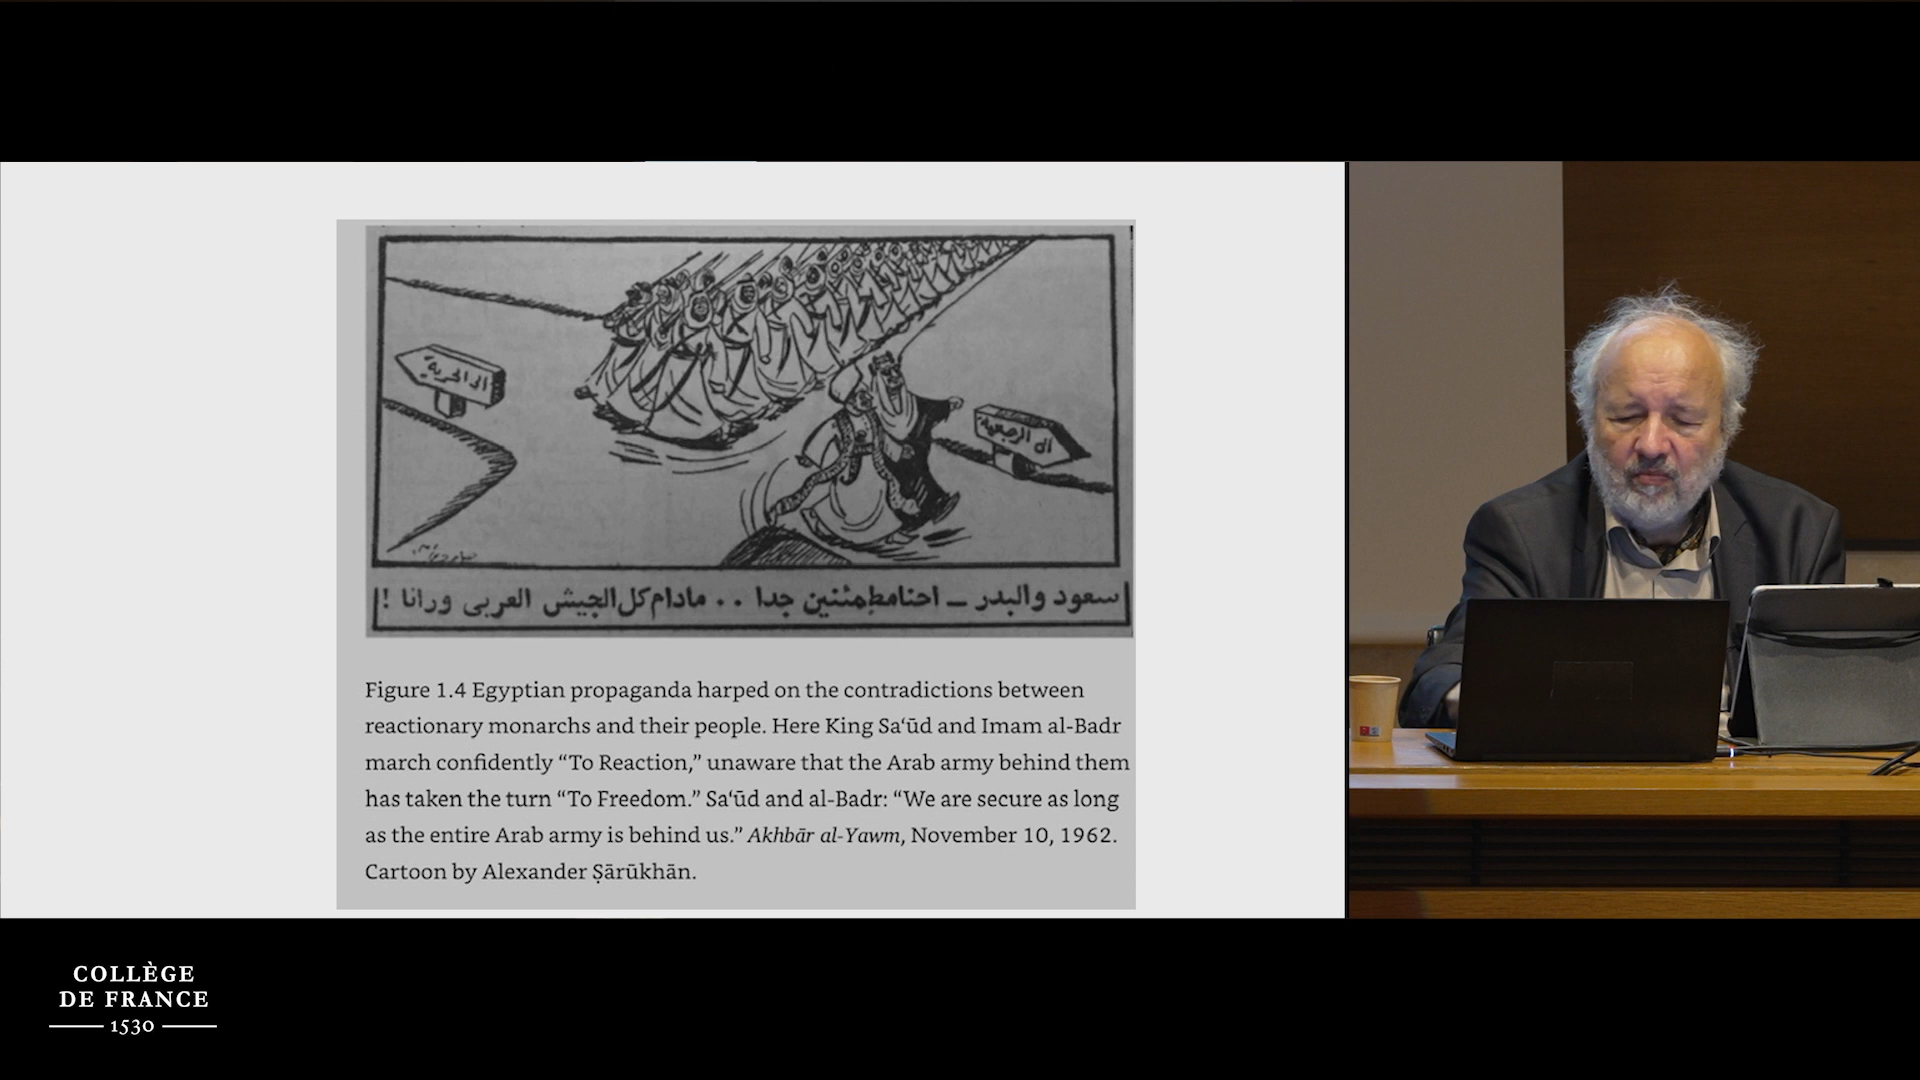 الى الحرية
الى الرجعية
سعود والبدر ــ احنا مطمئنين جدا . . مادام كل الجيش العربى ورانا !
Figure 1.4 Egyptian propaganda harped on the contradictions between
reactionary monarchs and their people. Here King Sa‘ūd and Imam al-Badr
march confidently “To Reaction,” unaware that the Arab army behind them
has taken the turn “To Freedom.” Sa‘ūd and al-Badr: “We are secure as long
as the entire Arab army is behind us.” Akhbār al-Yawm, November 10, 1962.
Cartoon by Alexander Ṣārūkhān.
COLLÈGE
DE FRANCE
1530